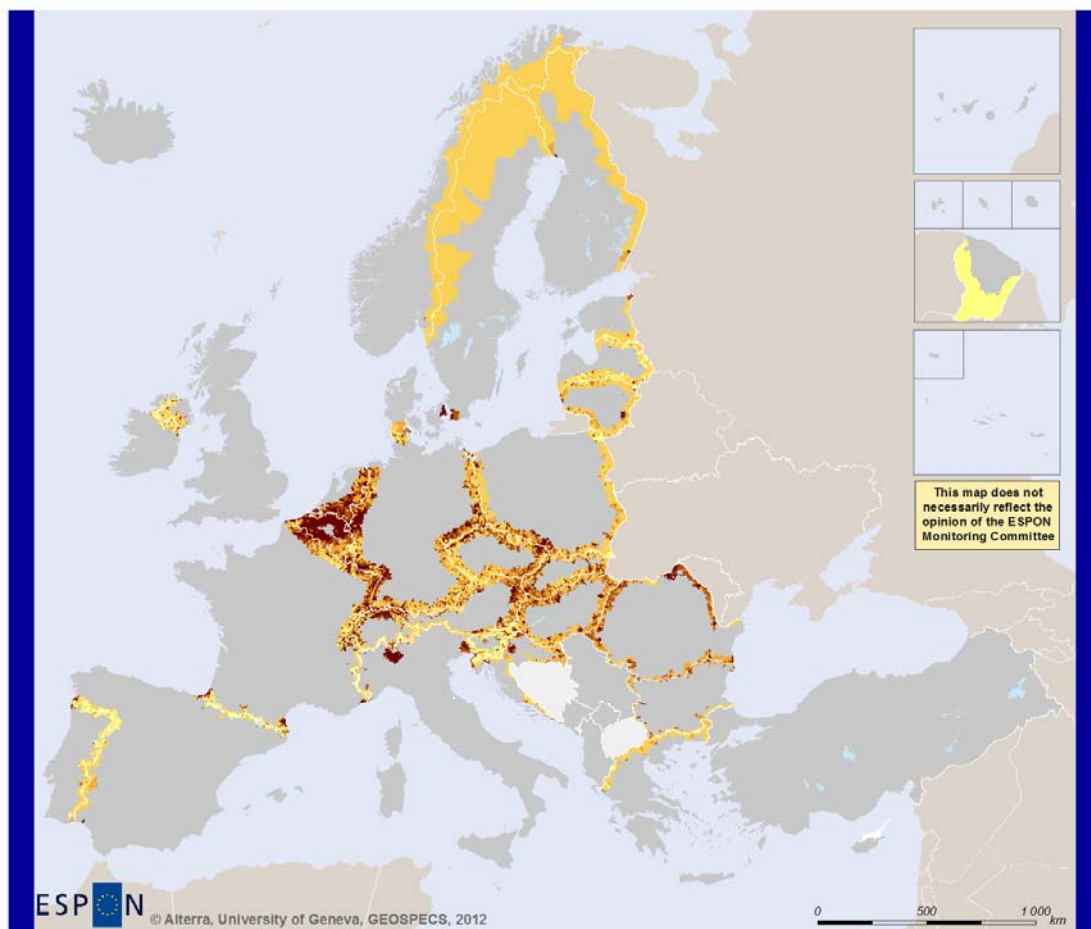 This map does not
necessarily reflect the
opinion of the ESPON
Monitoring Committee
ESPON
© Alterra, University of Geneva, GEOSPECS, 2012
0 500 1 000
km